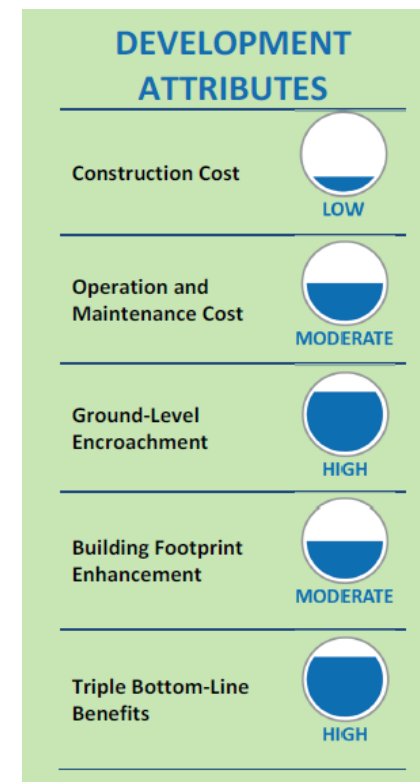 DEVELOPMENT
ATTRIBUTES
Construction Cost
LOW
Operation and
Maintenance Cost
MODERATE
Ground-Level
Encroachment
HIGH
Building Footprint
Enhancement
MODERATE
Triple Bottom-Line
Benefits
HIGH